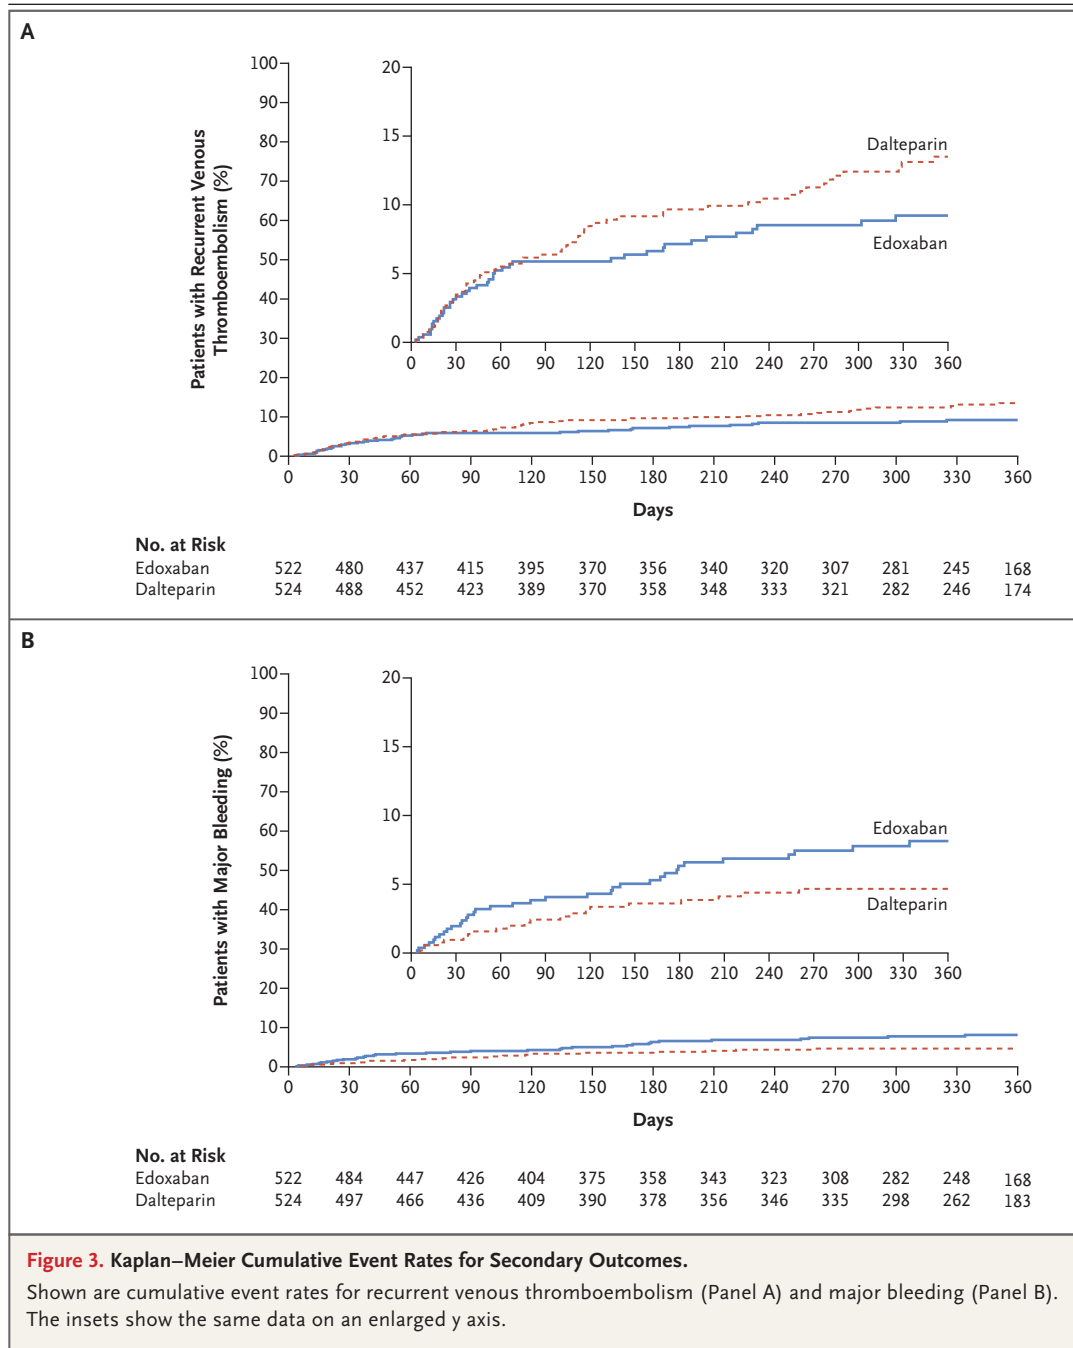 A
Patients with Recurrent Venous
Thromboembolism (%)
100
90
80
70
60
50
40
30
20
10
0
20
15
10
5
0
Dalteparin
Edoxaban
0 30 60 90 120 150 180 210 240 270 300 330 360
0 30 60 90 120 150 180 210 240 270 300 330 360
Days
No. at Risk
Edoxaban 522 480 437 415 395 370 356 340 320 307 281 245 168
Dalteparin 524 488 452 423 389 370 358 348 333 321 282 246 174
B
Patients with Major Bleeding (%)
100
90
80
70
60
50
40
30
20
10
0
20
15
10
5
0
Edoxaban
Dalteparin
0 30 60 90 120 150 180 210 240 270 300 330 360
0 30 60 90 120 150 180 210 240 270 300 330 360
Days
No. at Risk
Edoxaban 522 484 447 426 404 375 358 343 323 308 282 248 168
Dalteparin 524 497 466 436 409 390 378 356 346 335 298 262 183
Figure 3. Kaplan–Meier Cumulative Event Rates for Secondary Outcomes.
Shown are cumulative event rates for recurrent venous thromboembolism (Panel A) and major bleeding (Panel B).
The insets show the same data on an enlarged y axis.